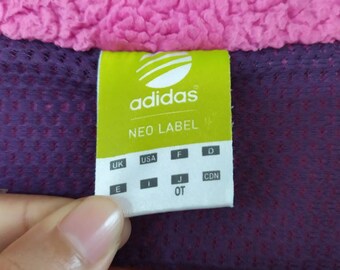 adidas
NEO LABEL
UK USA F D
E I J CDN
OT